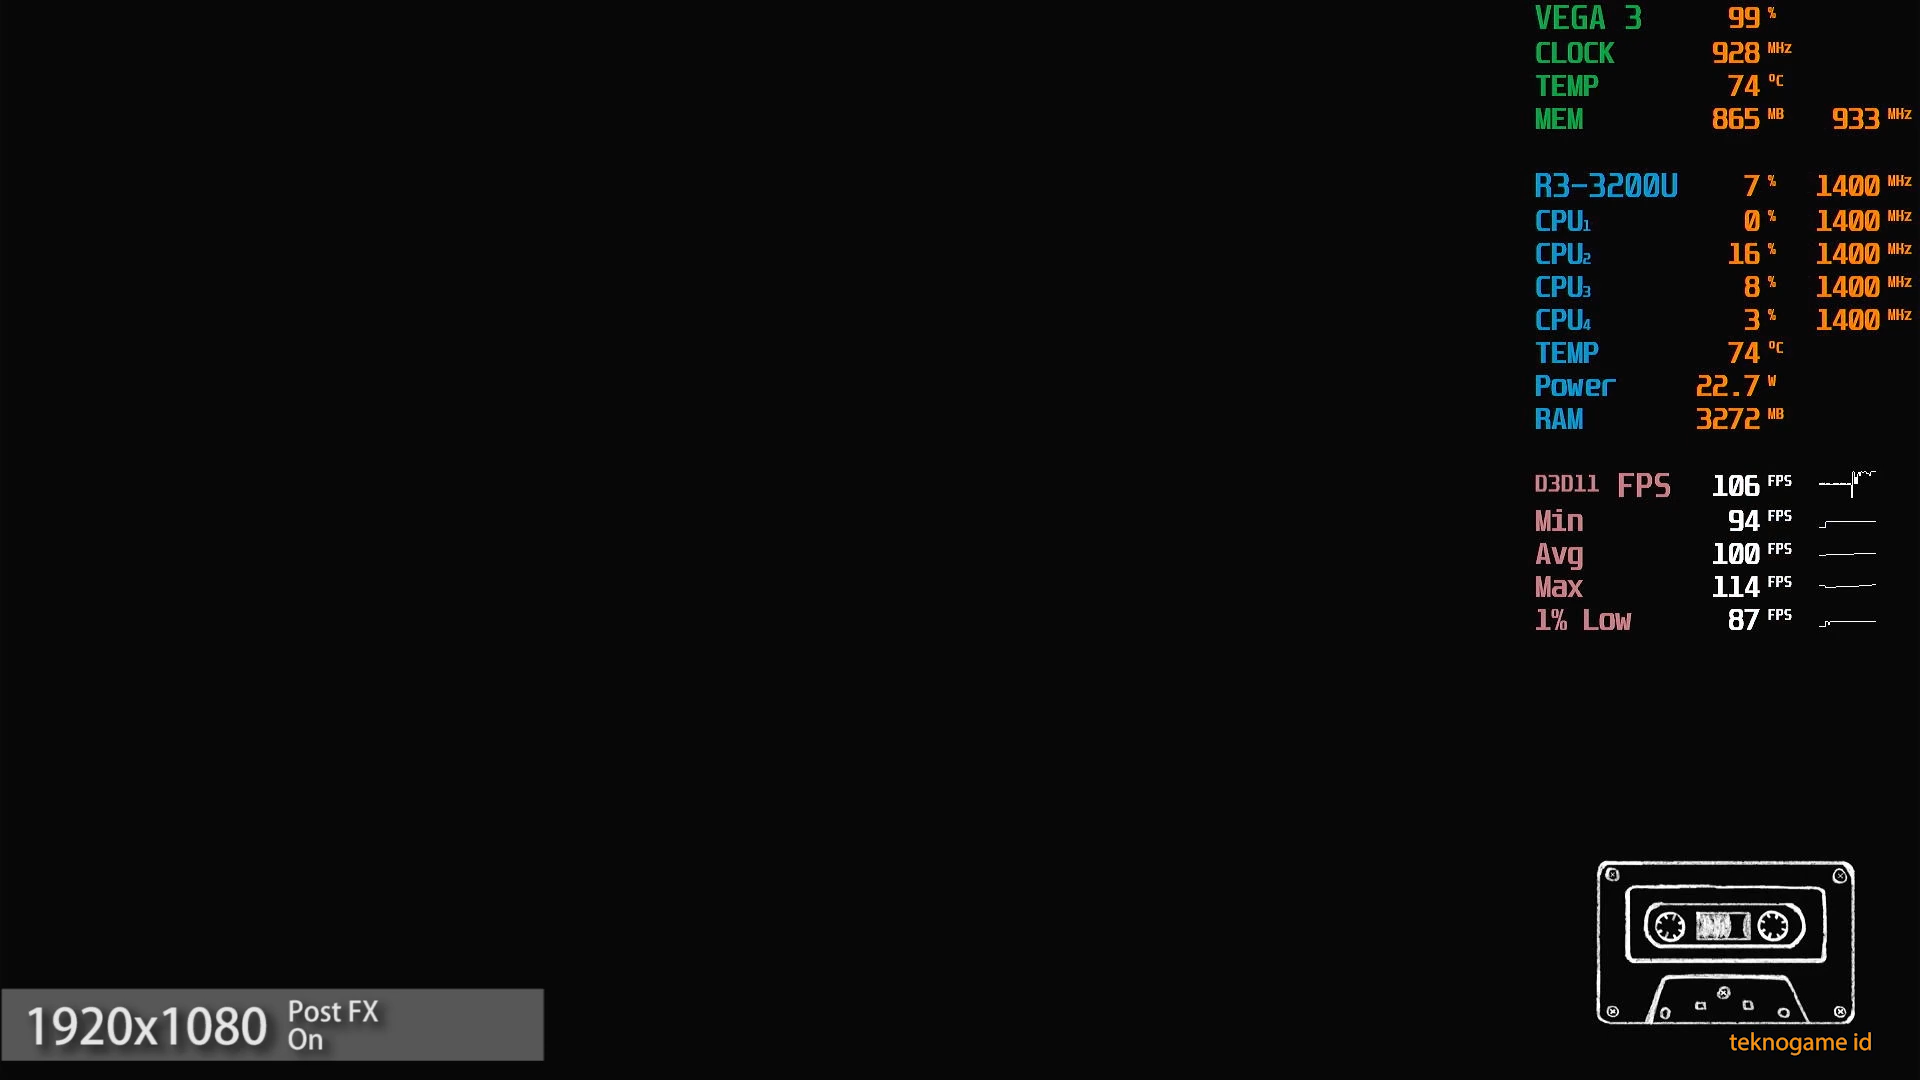 VEGA 3 99 %
CLOCK 928 MHz
TEMP 74 °C
MEM 865 MB 933 MHz
R3-3200U 7 % 1400 MHz
CPU1 0 % 1400 MHz
CPU2 16 % 1400 MHz
CPU3 8 % 1400 MHz
CPU4 3 % 1400 MHz
TEMP 74 °C
Power 22.7 W
RAM 3272 MB
D3D11 FPS 106 FPS
Min 94 FPS
Avg 100 FPS
Max 114 FPS
1% Low 87 FPS
1920x1080 Post FX
On
teknogame id